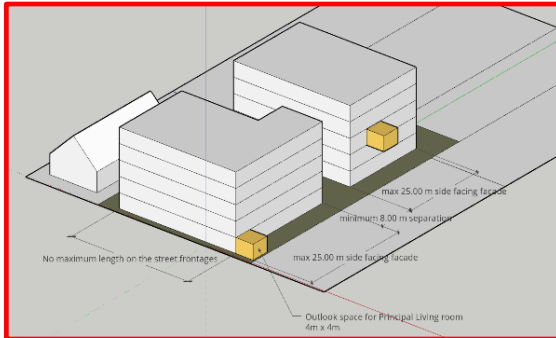 max 25.00 m side facing facade
minimum 8.00 m separation
No maximum length on the street frontages
max 25.00 m side facing facade
Outlook space for Principal Living room
4m x 4m